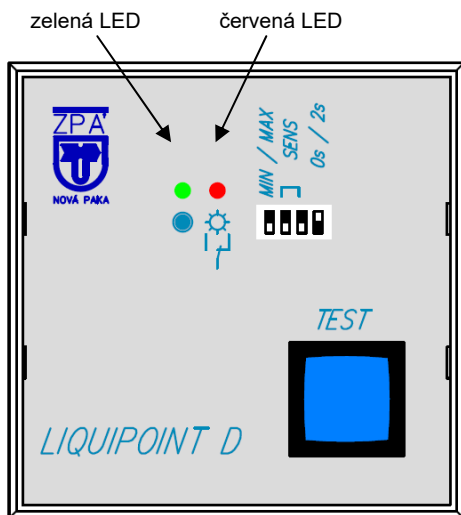 zelená LED
červená LED
ZPA
NOVÁ PAKA
MIN / MAX
SENS
0s / 2s
TEST
LIQUIPOINT D